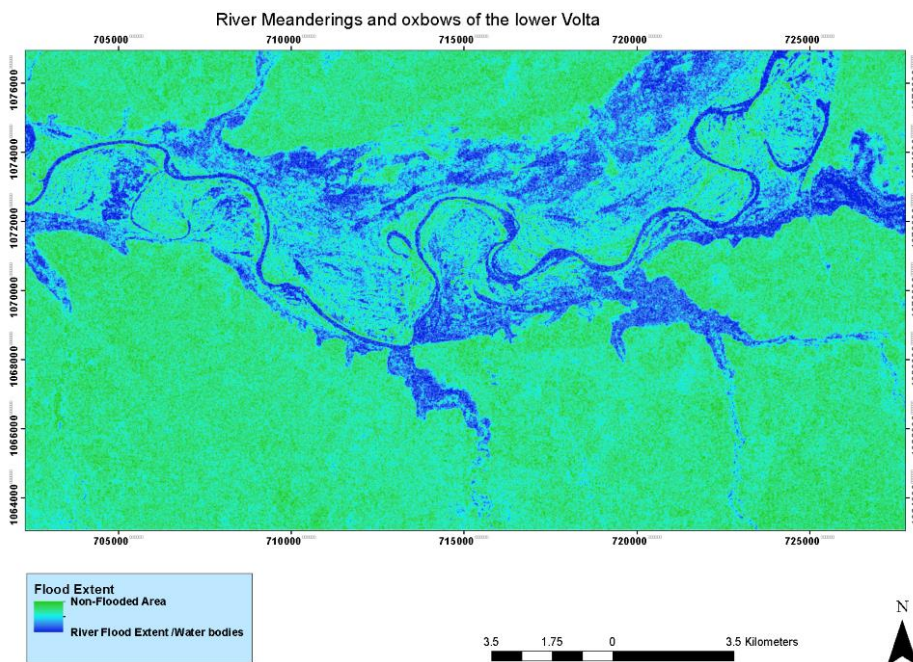 River Meanderings and oxbows of the lower Volta
705000 710000 715000 720000 725000
1076000
1074000
1022000
1070000
1068000
1066000
1064000
705000 710000 715000 720000 725000
Flood Extent
Non-Flooded Area
River Flood Extent /Water bodies
3.5 1.75 0 3.5 Kilometers
N